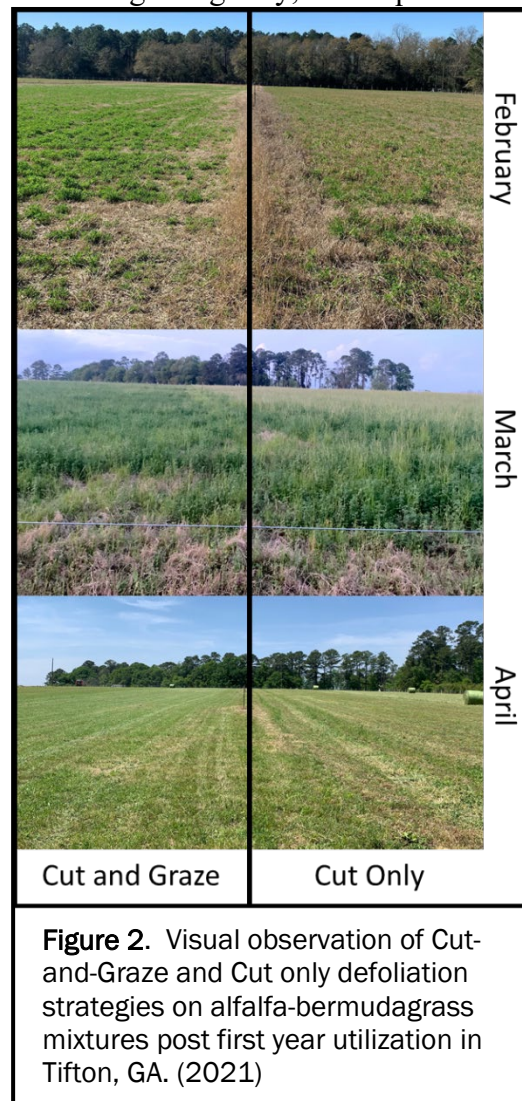 February
March
April
Cut and Graze
Cut Only
Figure 2. Visual observation of Cut-
and-Graze and Cut only defoliation
strategies on alfalfa-bermudagrass
mixtures post first year utilization in
Tifton, GA. (2021)